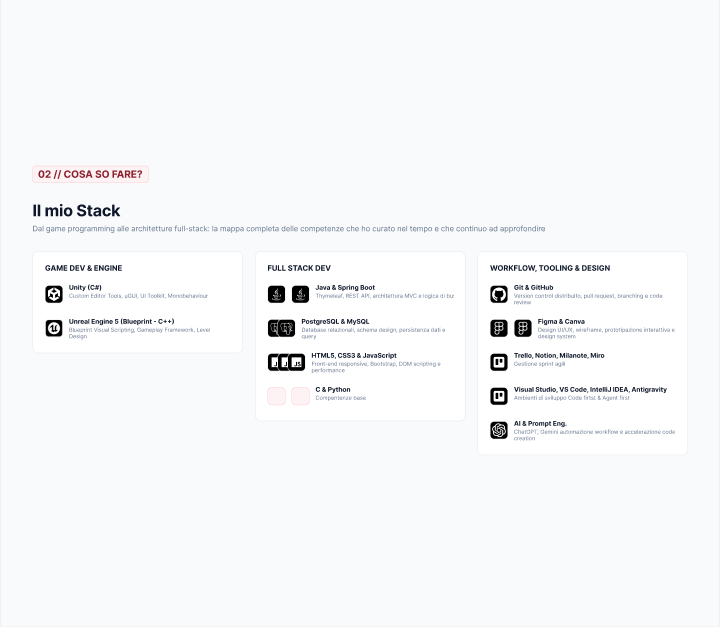 02 // COSA SO FARE?
Il mio Stack
Dal game programming alle architetture full-stack: la mappa completa delle competenze che ho curato nel tempo e che continuo ad approfondire
GAME DEV & ENGINE
Unity (C#)
Custom Editor Tools, µGUI, UI Toolkit, Monobehaviour
Unreal Engine 5 (Blueprint - C++)
Blueprint Visual Scripting, Gameplay Framework, Level
Design
FULL STACK DEV
Java & Spring Boot
Thymeleaf, REST API, architettura MVC e logica di biz
PostgreSQL & MySQL
Database relazionali, schema design, persistenza dati e
query
HTML5, CSS3 & JavaScript
Front-end responsive, Bootstrap, DOM scripting e
performance
C & Python
Competenze base
WORKFLOW, TOOLING & DESIGN
Git & GitHub
Version control distribuito, pull request, branching e code
review
Figma & Canva
Design UI/UX, wireframe, prototipazione interattiva e
design system
Trello, Notion, Milanote, Miro
Gestione sprint agili
Visual Studio, VS Code, IntelliJ IDEA, Antigravity
Ambienti di sviluppo Code first & Agent first
AI & Prompt Eng.
ChatGPT, Gemini automazione workflow e accelerazione code
creation